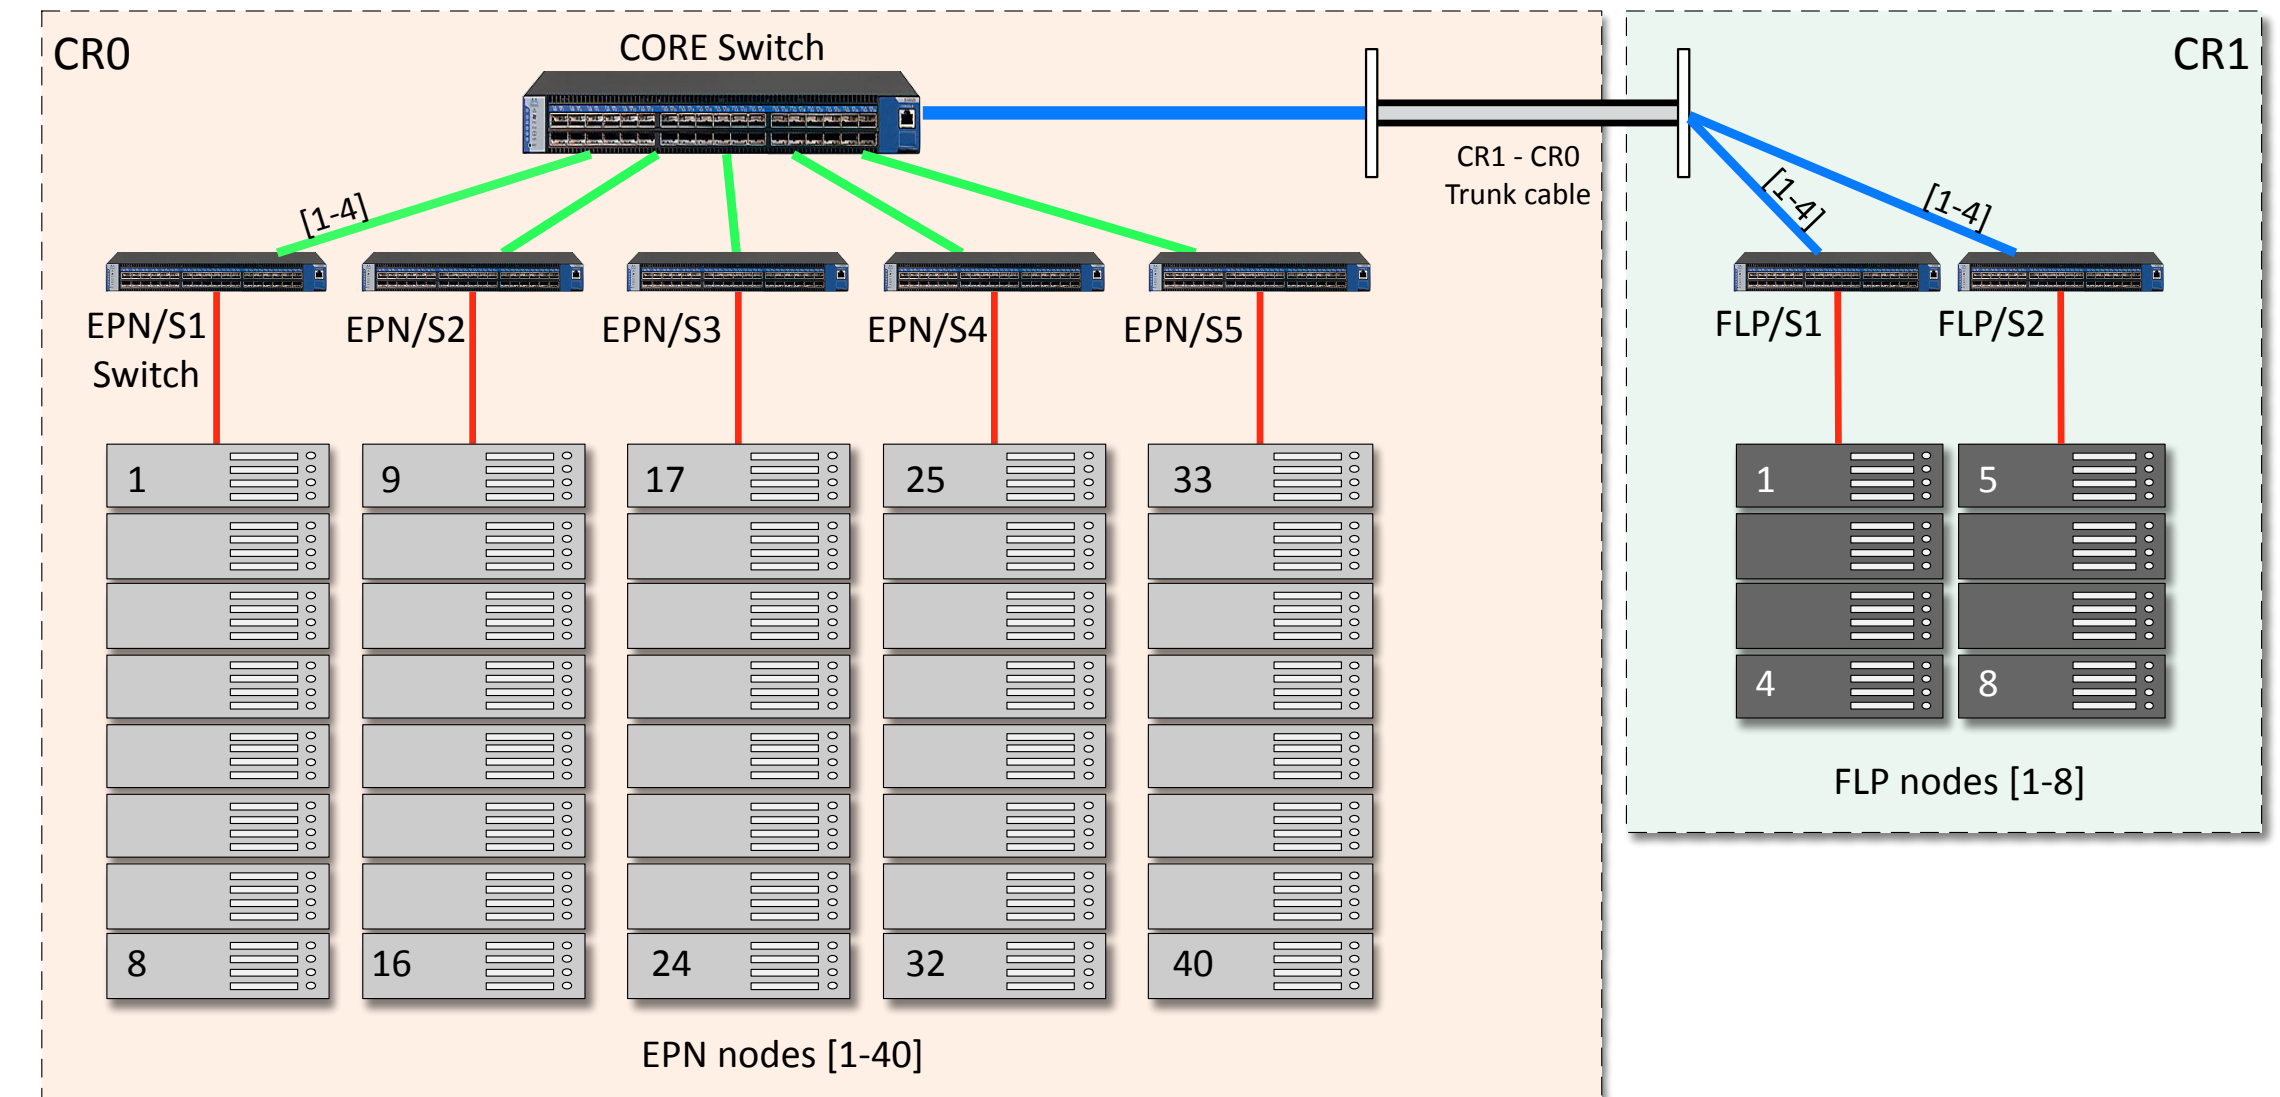 CR0
CORE Switch
CR1
CR1 - CR0
Trunk cable
[1-4]
[1-4]
[1-4]
EPN/S1
Switch
EPN/S2
EPN/S3
EPN/S4
EPN/S5
FLP/S1
FLP/S2
1
9
17
25
33
1
5
4
8
8
16
24
32
40
FLP nodes [1-8]
EPN nodes [1-40]